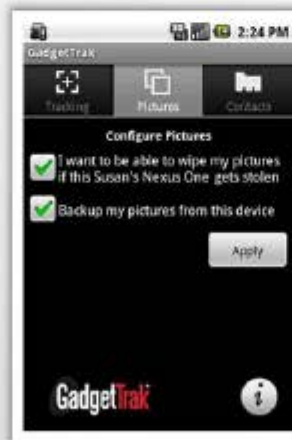 2:24 PM
GadgetTrak
Tracking
Pictures
Contacts
Configure Pictures
I want to be able to wipe my pictures
if this Susan's Nexus One gets stolen
Backup my pictures from this device
Apply
GadgetTrak
i